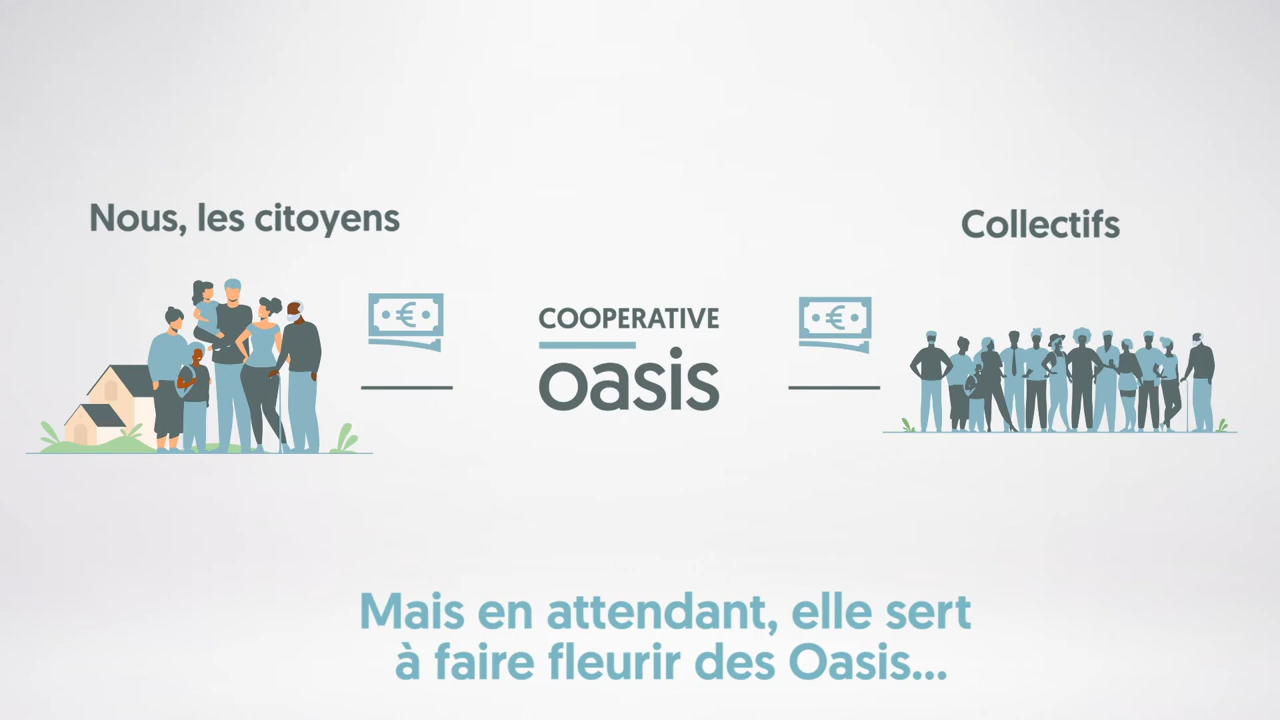 Nous, les citoyens
Collectifs
€
€
COOPERATIVE
oasis
Mais en attendant, elle sert
à faire fleurir des Oasis...